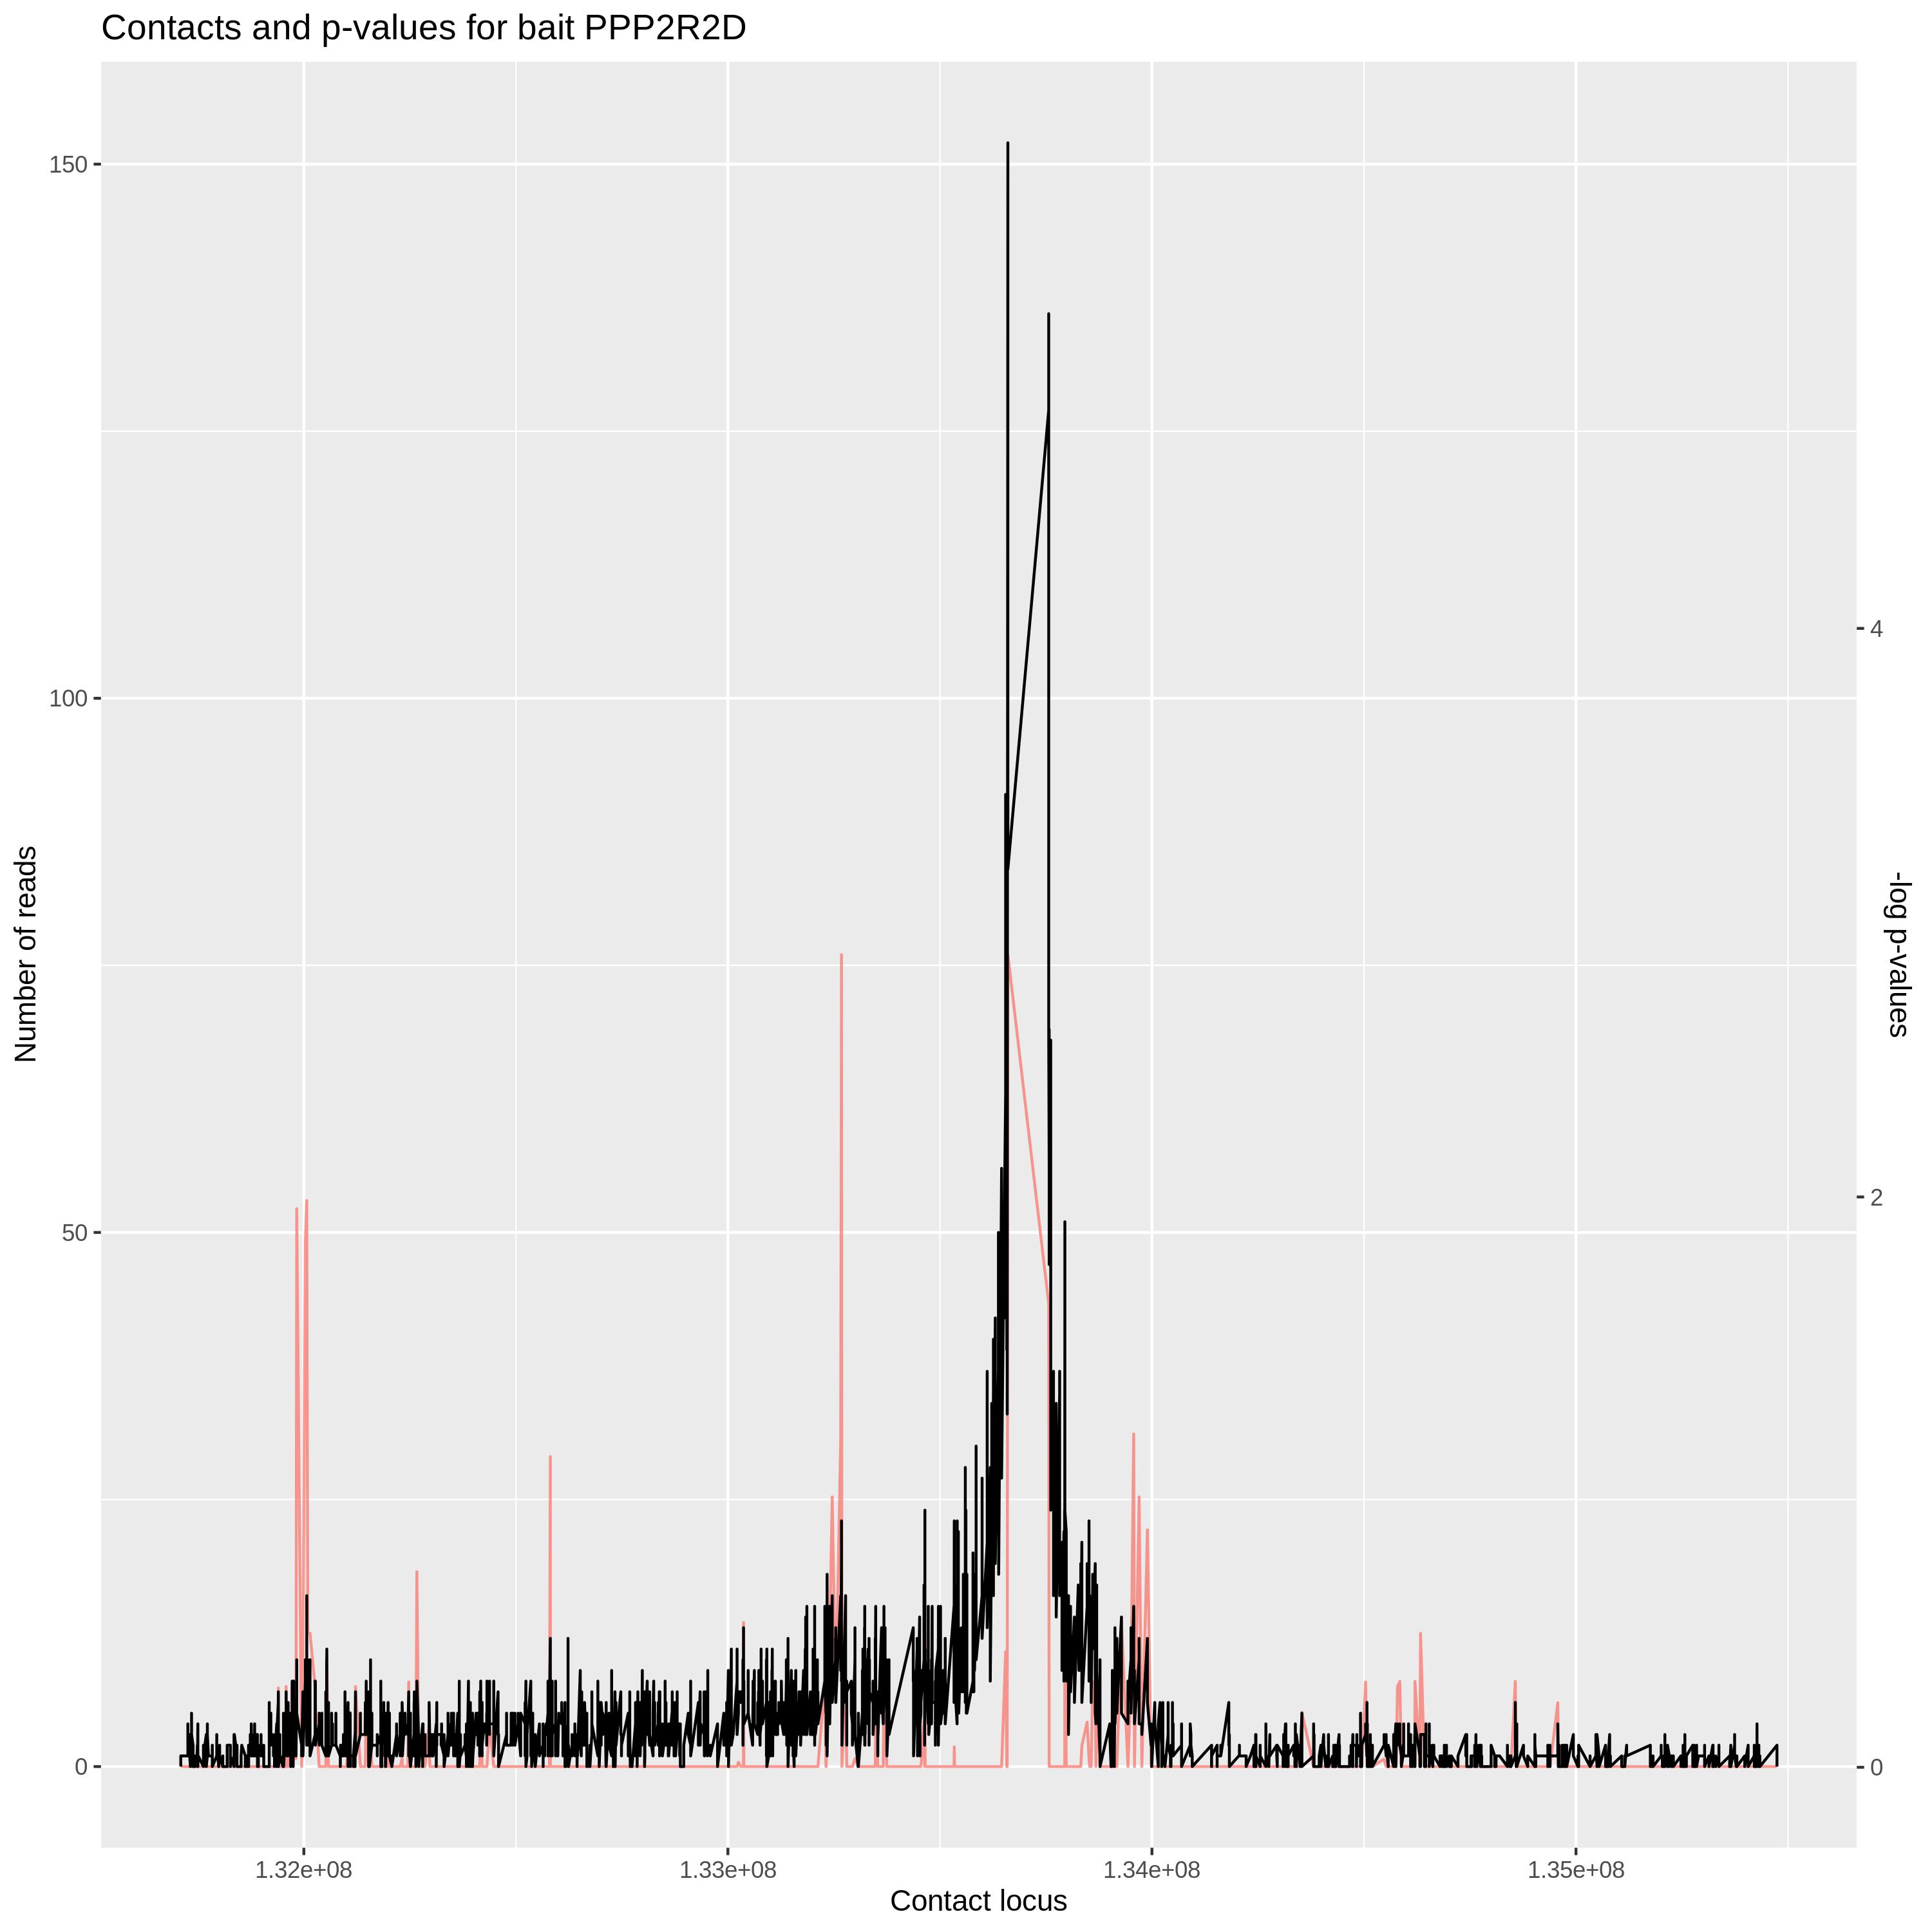 Contacts and p-values for bait PPP2R2D
150
100
50
0
Number of reads
4
2
0
-log p-values
1.32e+08 1.33e+08 1.34e+08 1.35e+08
Contact locus